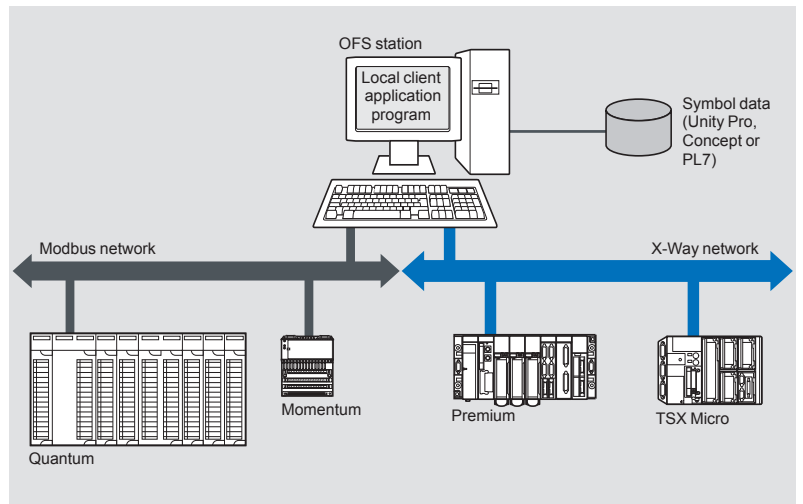 OFS station
Local client
application
program
Symbol data
(Unity Pro,
Concept or
PL7)
Modbus network
X-Way network
Quantum
Momentum
Premium
TSX Micro